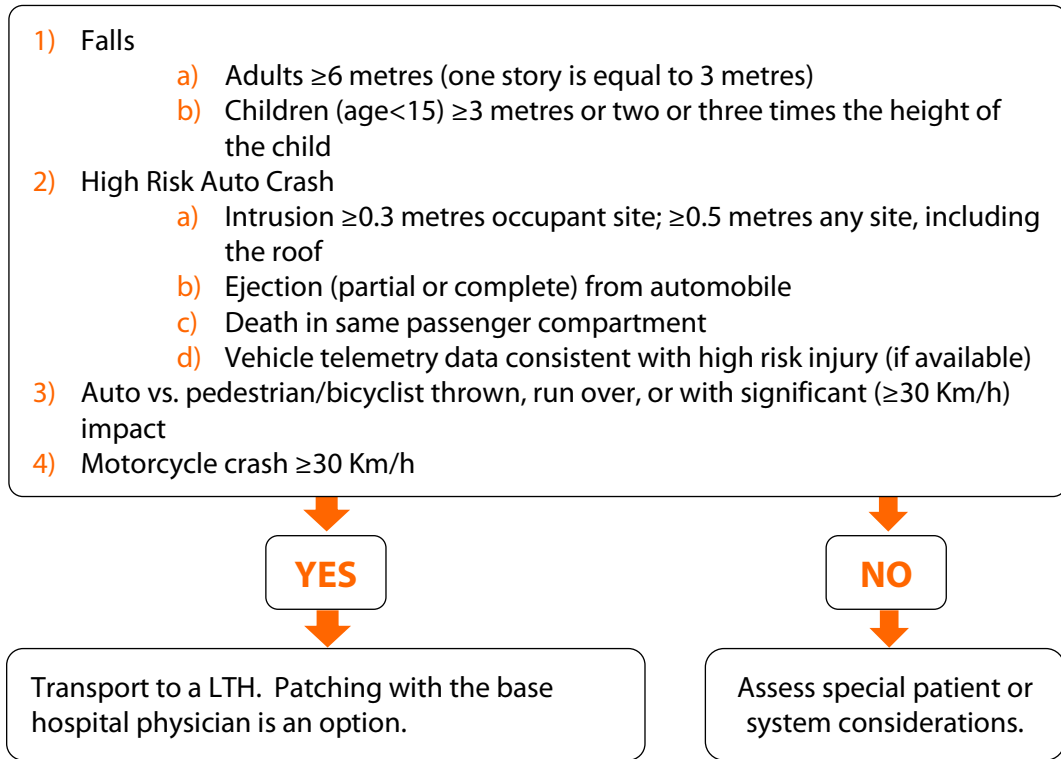 1) Falls
a) Adults ≥6 metres (one story is equal to 3 metres)
b) Children (age<15) ≥3 metres or two or three times the height of
the child
2) High Risk Auto Crash
a) Intrusion ≥0.3 metres occupant site; ≥0.5 metres any site, including
the roof
b) Ejection (partial or complete) from automobile
c) Death in same passenger compartment
d) Vehicle telemetry data consistent with high risk injury (if available)
3) Auto vs. pedestrian/bicyclist thrown, run over, or with significant (≥30 Km/h)
impact
4) Motorcycle crash ≥30 Km/h
YES
NO
Transport to a LTH. Patching with the base
hospital physician is an option.
Assess special patient or
system considerations.